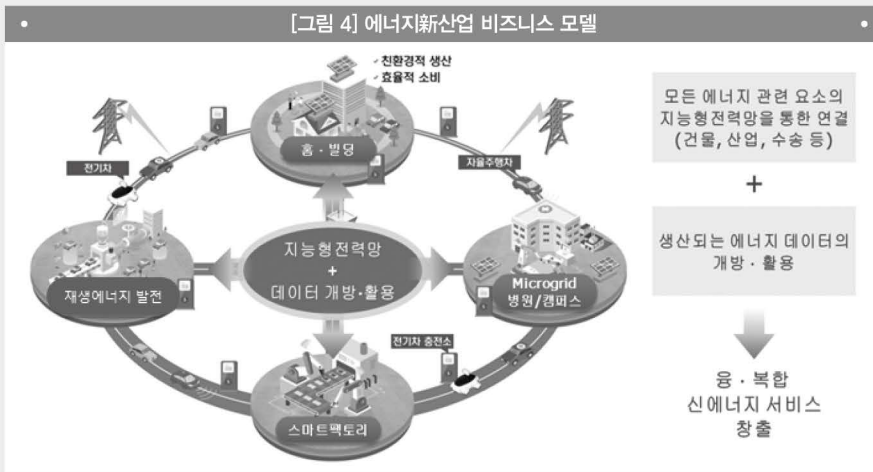 [그림 4] 에너지新산업 비즈니스 모델
친환경적 생산
효율적 소비
홈 · 빌딩
전기차
자율주행차
재생에너지 발전
지능형전력망
+
데이터 개방·활용
Microgrid
병원/캠퍼스
전기차 충전소
스마트팩토리
모든 에너지 관련 요소의
지능형전력망을 통한 연결
(건물, 산업, 수송 등)
+
생산되는 에너지 데이터의
개방 · 활용
융 · 복합
신에너지 서비스
창출